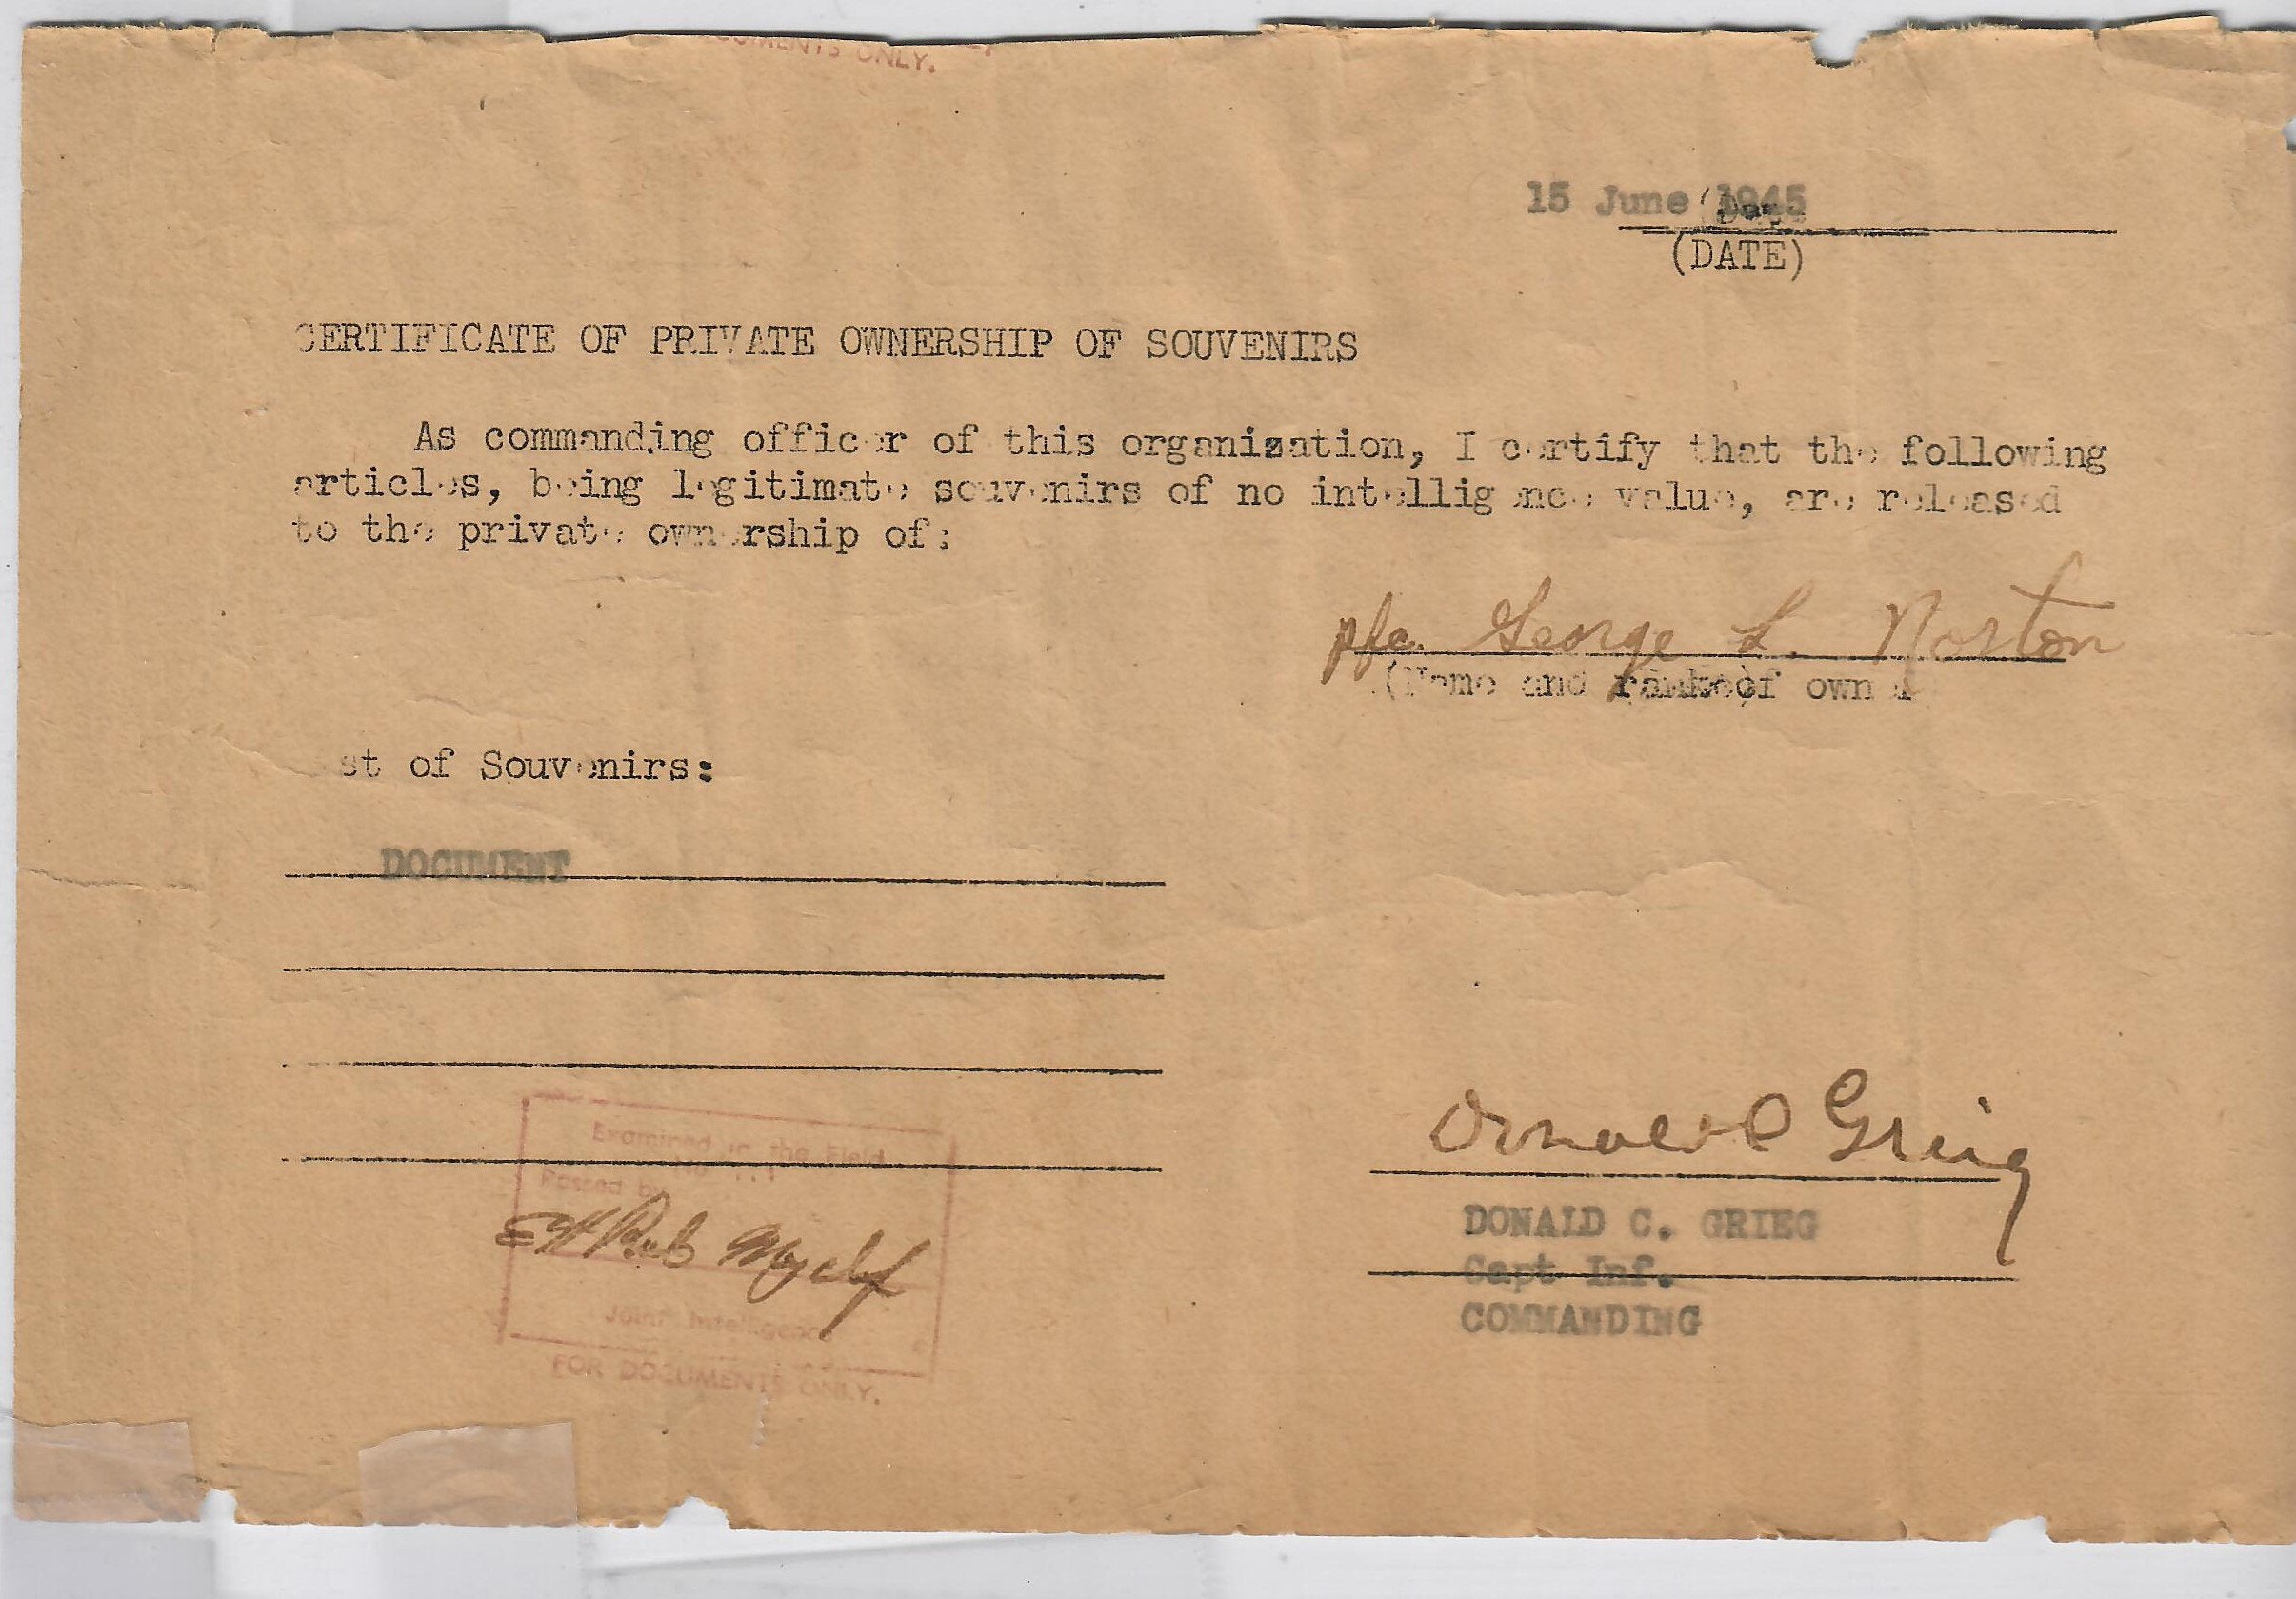 DOCUMENTS ONLY.
15 June 1945
(DATE)
CERTIFICATE OF PRIVATE OWNERSHIP OF SOUVENIRS
As commanding officer of this organization, I certify that the following
articles, being legitimate souvenirs of no intelligence value, are released
to the private ownership of:
pfc. George L. Norton
(Name and rank of owner
st of Souvenirs:
DOCUMENT
Donald Grieg
DONALD C. GRIEG
Capt Inf.
COMMANDING
Examined in the Field
Passed by
Joint Intelligence
FOR DOCUMENTS ONLY.